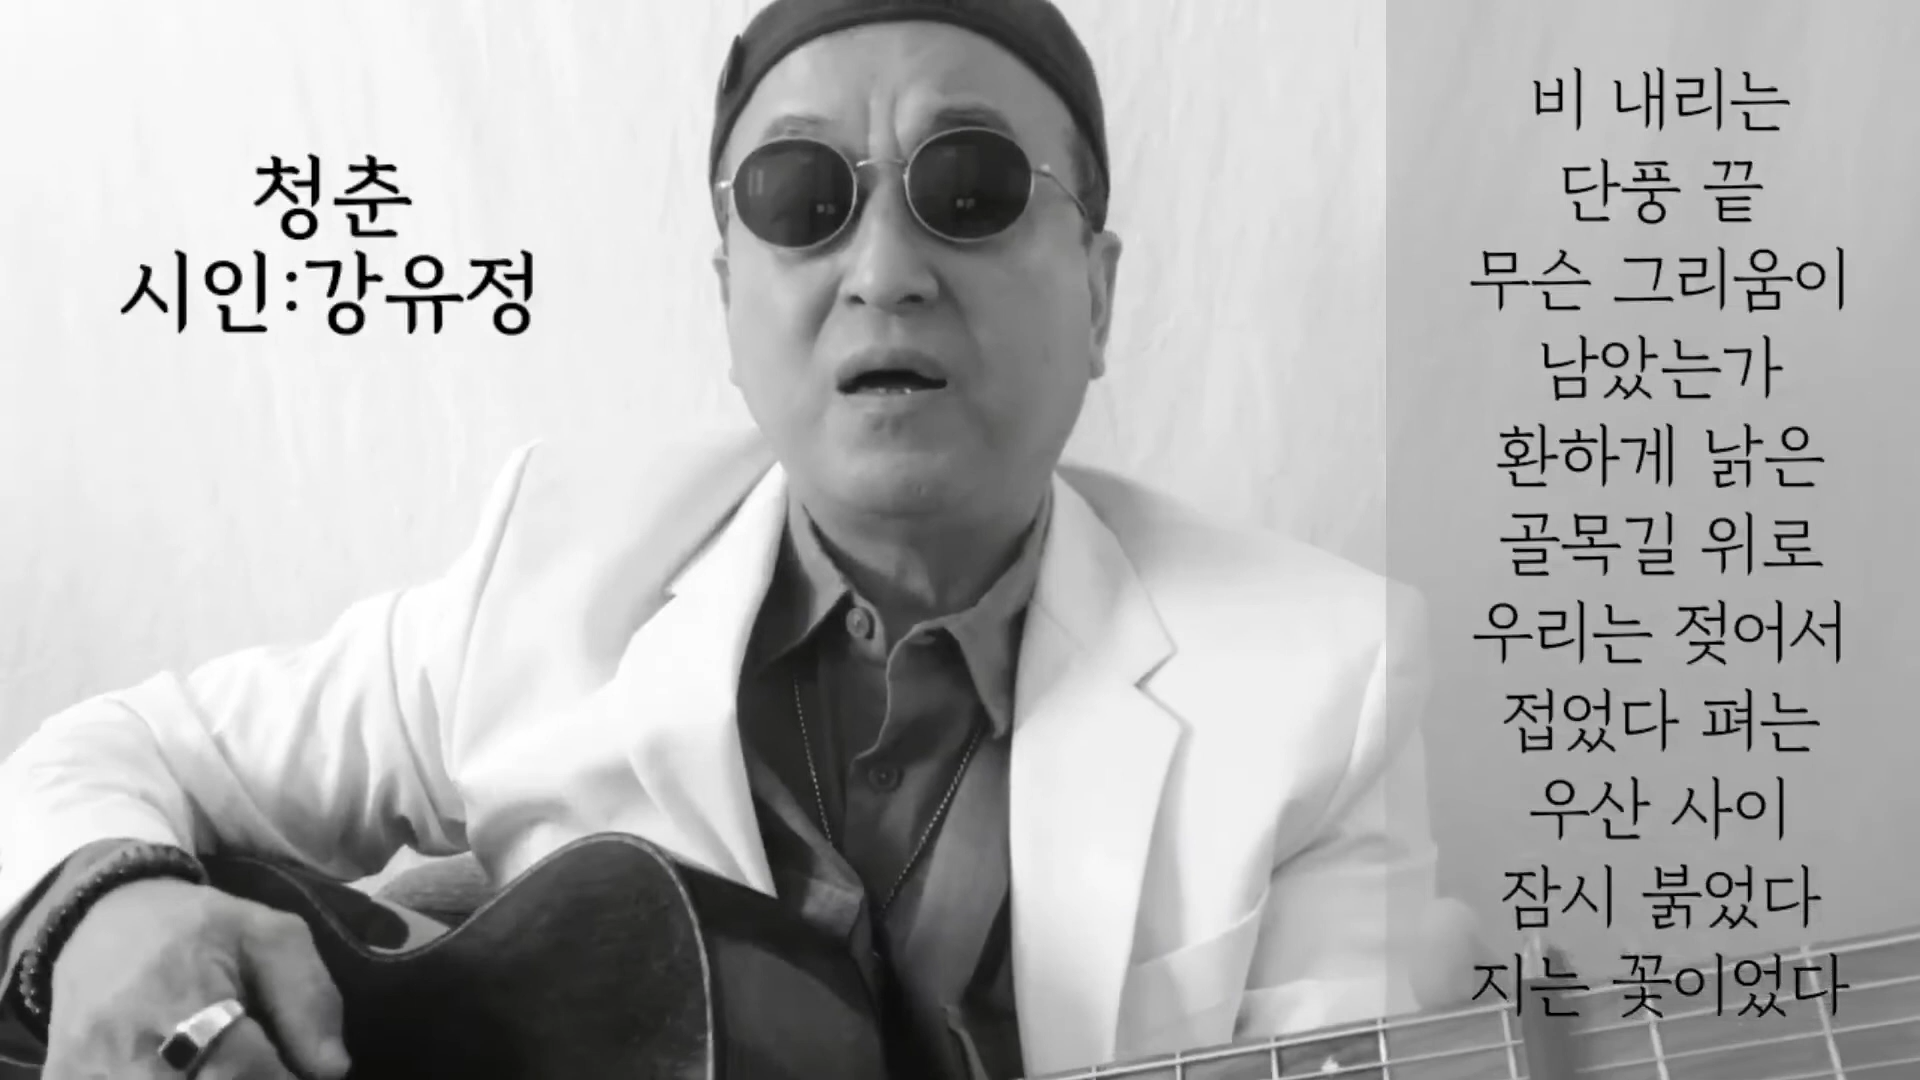 청춘
시인:강유정
비 내리는
단풍 끝
무슨 그리움이
남았는가
환하게 낡은
골목길 위로
우리는 젖어서
접었다 펴는
우산 사이
잠시 붉었다
지는 꽃이었다